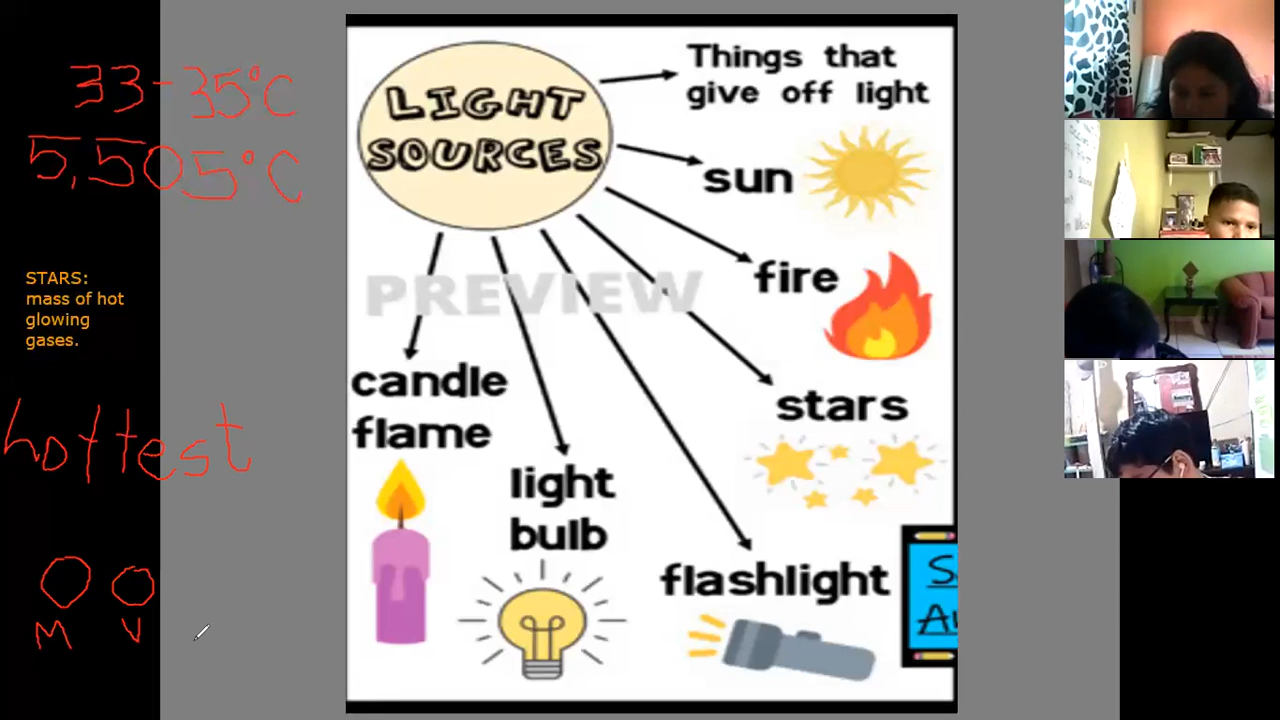 33-35°C
5,505°C
STARS:
mass of hot
glowing
gases.
hottest
M V
LIGHT
SOURCES
Things that
give off light
sun
fire
PREVIEW
stars
candle
flame
light
bulb
flashlight